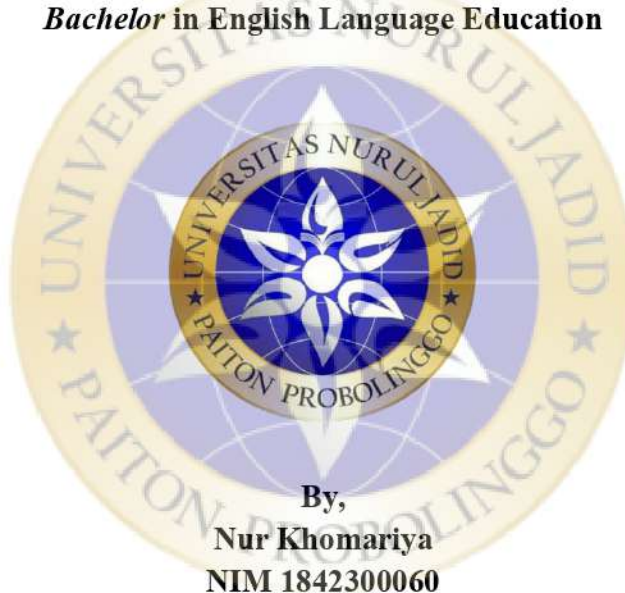 Bachelor in English Language Education
UNIVERSITAS NURUL JADID
★ PAITON PROBOLINGGO ★
UNIVERSITAS NURUL JADID
★ PAITON PROBOLINGGO ★
By,
Nur Khomariya
NIM 1842300060